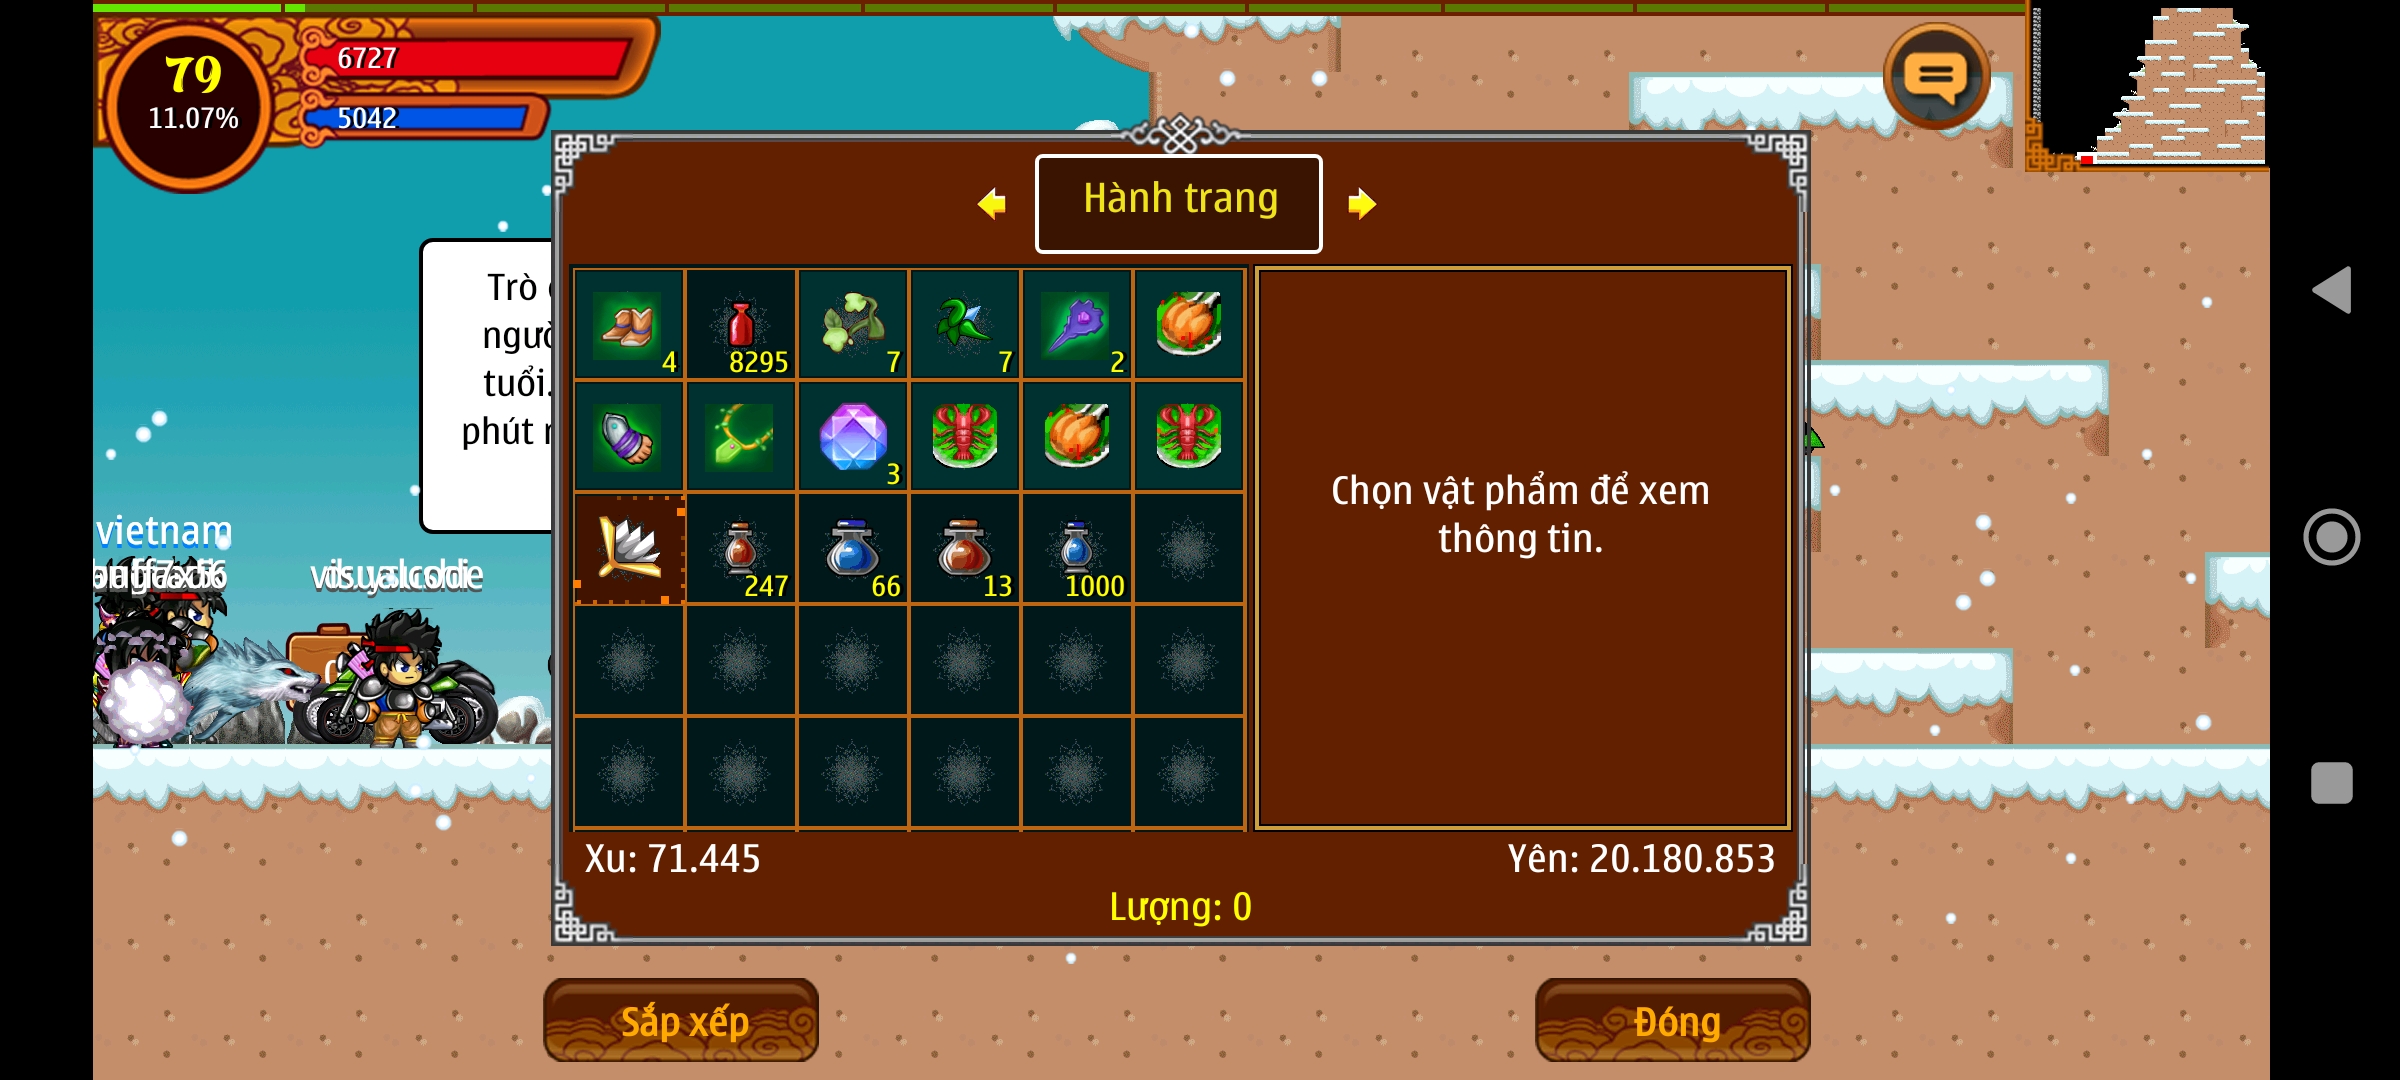 79
11.07%
6727
5042
Hành trang
Trò
ngườ
tuổi.
phút
4
8295
7
7
2
3
247
66
13
1000
Chọn vật phẩm để xem
thông tin.
vietnam
Xu: 71.445
Yên: 20.180.853
Lượng: 0
Sắp xếp
Đóng